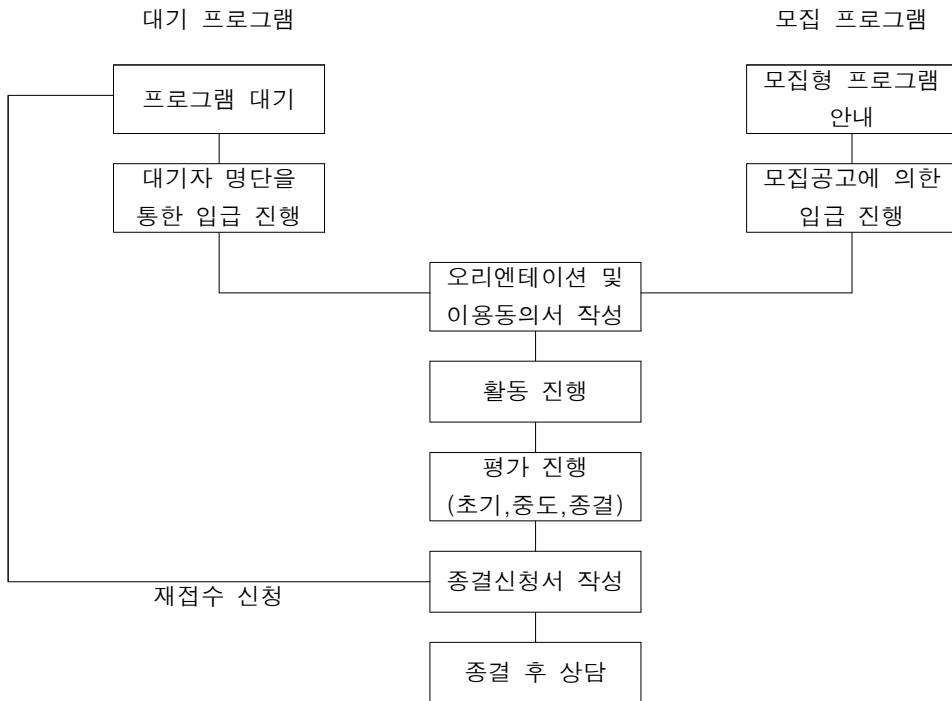 대기 프로그램
모집 프로그램
프로그램 대기
모집형 프로그램
안내
대기자 명단을
통한 입급 진행
모집공고에 의한
입급 진행
오리엔테이션 및
이용동의서 작성
활동 진행
평가 진행
(초기,중도,종결)
종결신청서 작성
재접수 신청
종결 후 상담